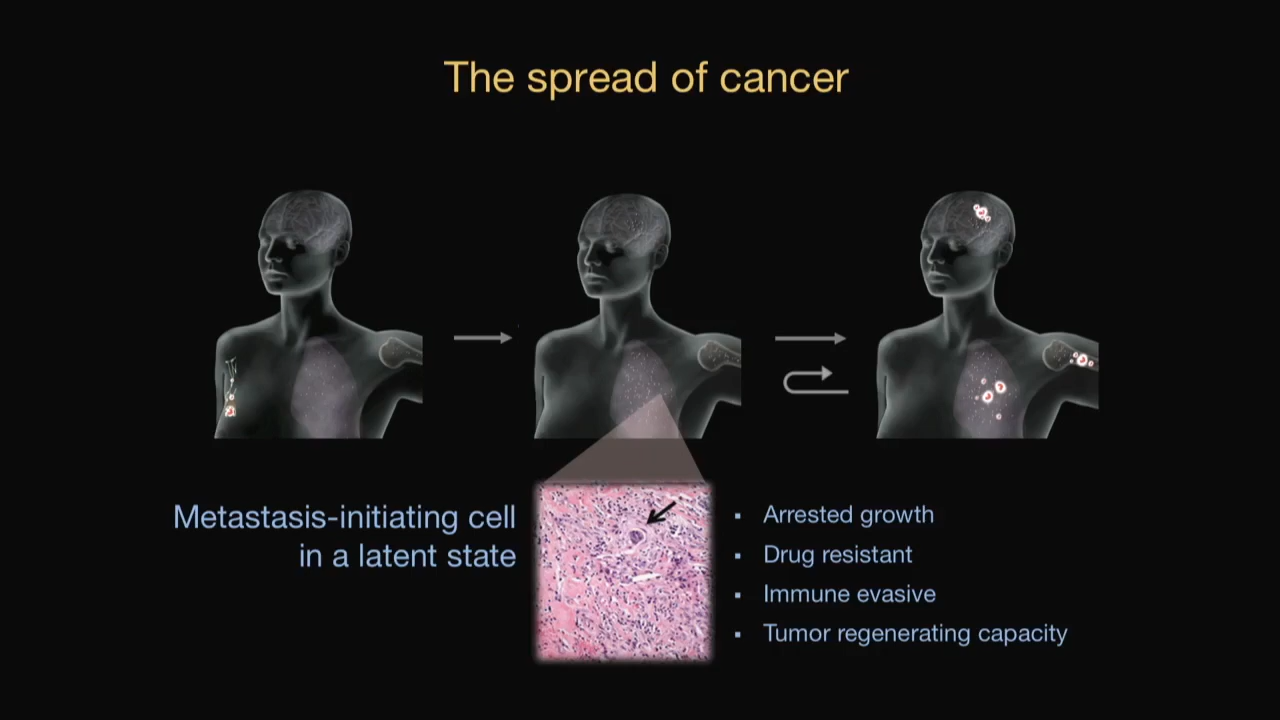 The spread of cancer
Metastasis-initiating cell
in a latent state
▪ Arrested growth
▪ Drug resistant
▪ Immune evasive
▪ Tumor regenerating capacity